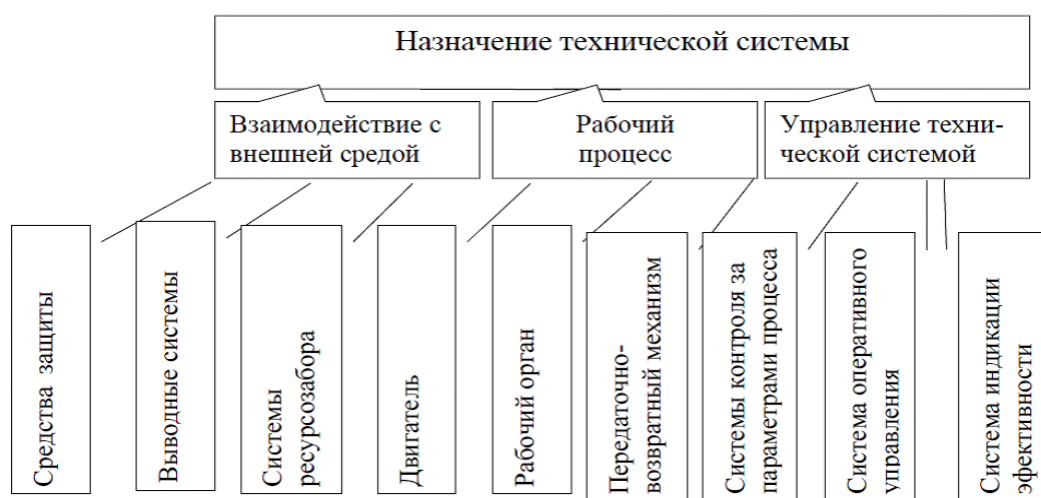 Назначение технической системы
Взаимодействие с
внешней средой
Рабочий
процесс
Управление техни-
ческой системой
Средства защиты
Выводные системы
Системы
ресурсозабора
Двигатель
Рабочий орган
Передаточно-
возвратный механизм
Системы контроля за
параметрами процесса
Система оперативного
управления
Система индикации
эфективности